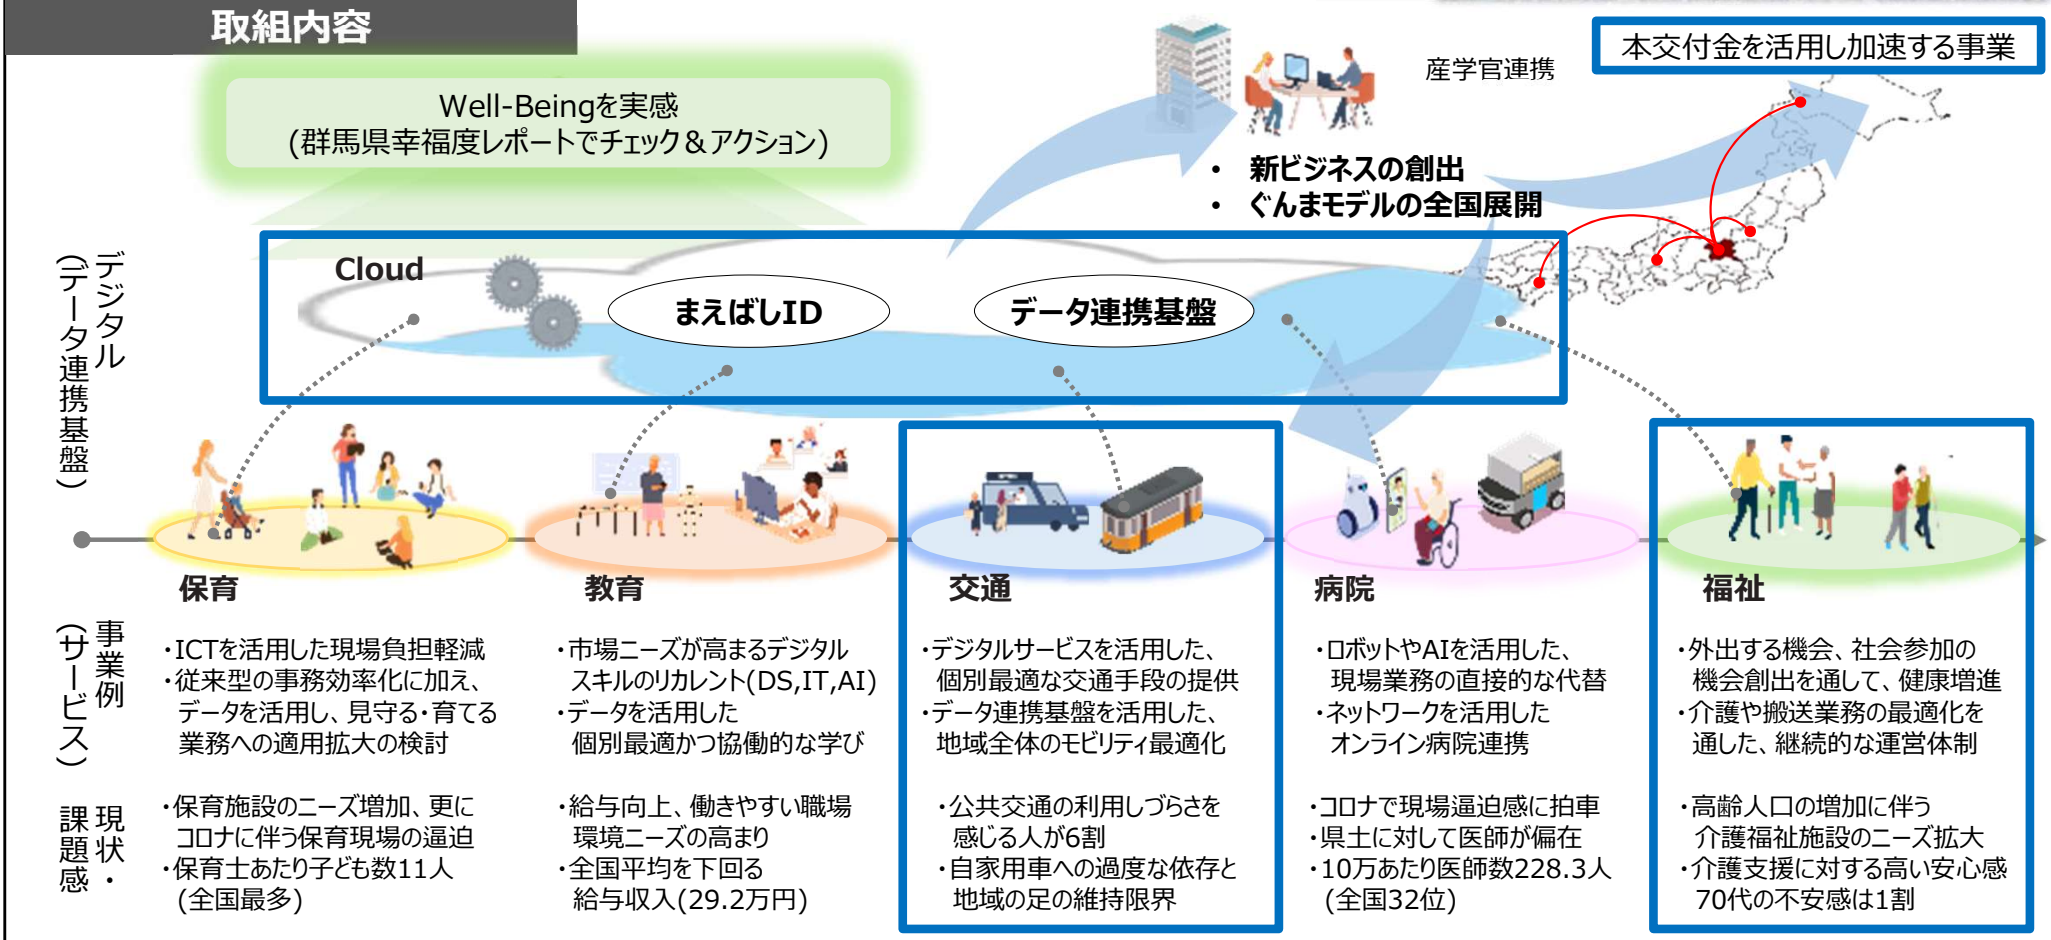 取組内容
本交付金を活用し加速する事業
産学官連携
Well-Beingを実感
(群馬県幸福度レポートでチェック＆アクション)
・ 新ビジネスの創出
・ ぐんまモデルの全国展開
デジタル
(データ連携基盤)
Cloud
まえばしID
データ連携基盤
保育
教育
交通
病院
福祉
事業例
(サービス)
・ICTを活用した現場負担軽減
・従来型の事務効率化に加え、
データを活用し、見守る・育てる
業務への適用拡大の検討
・市場ニーズが高まるデジタル
スキルのリカレント(DS,IT,AI)
・データを活用した
個別最適かつ協働的な学び
・デジタルサービスを活用した、
個別最適な交通手段の提供
・データ連携基盤を活用した、
地域全体のモビリティ最適化
・ロボットやAIを活用した、
現場業務の直接的な代替
・ネットワークを活用した
オンライン病院連携
・外出する機会、社会参加の
機会創出を通して、健康増進
・介護や搬送業務の最適化を
通した、継続的な運営体制
現状・
課題感
・保育施設のニーズ増加、更に
コロナに伴う保育現場の逼迫
・保育士あたり子ども数11人
(全国最多)
・給与向上、働きやすい職場
環境ニーズの高まり
・全国平均を下回る
給与収入(29.2万円)
・公共交通の利用しづらさを
感じる人が6割
・自家用車への過度な依存と
地域の足の維持限界
・コロナで現場逼迫感に拍車
・県土に対して医師が偏在
・10万あたり医師数228.3人
(全国32位)
・高齢人口の増加に伴う
介護福祉施設のニーズ拡大
・介護支援に対する高い安心感
70代の不安感は1割